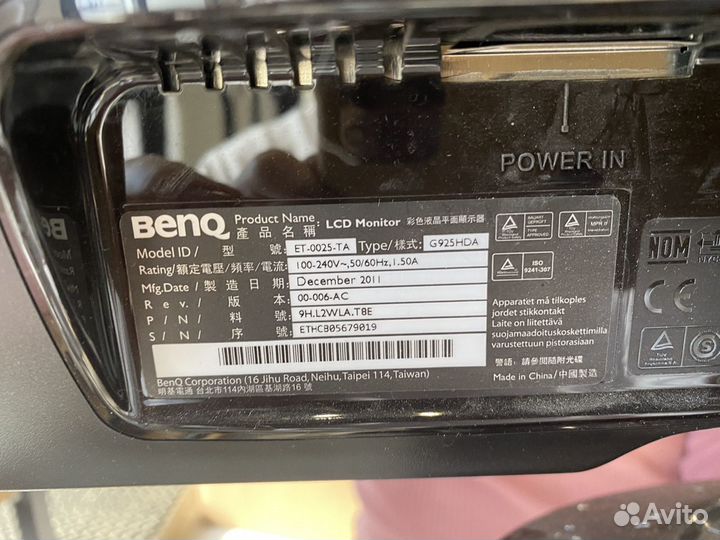 POWER IN
BenQ Product Name / 產品名稱: LCD Monitor 彩色液晶平面顯示器
Model ID / 型號: ET-0025-TA Type/樣式: G925HDA
Rating/額定電壓/頻率/電流: 100-240V~,50/60Hz,1.50A
Mfg.Date / 製造日期: December 2011
Rev. / 版本: 00-006-AC
P/N / 料號: 9H.L2WLA.T8E
S/N / 序號: ETHCB05679019
BenQ Corporation (16 Jihu Road, Neihu, Taipei 114, Taiwan)
明基電通 台北市114內湖區基湖路16號
ISO
9241-307
Apparatet må tilkoples
jordet stikkontakt
Laite on liitettävä
suojamadoituskoskettimilla
varustettuun pistorasiaan
警語: 請參閱隨附光碟
Made in China / 中國製造
NOM
Avito